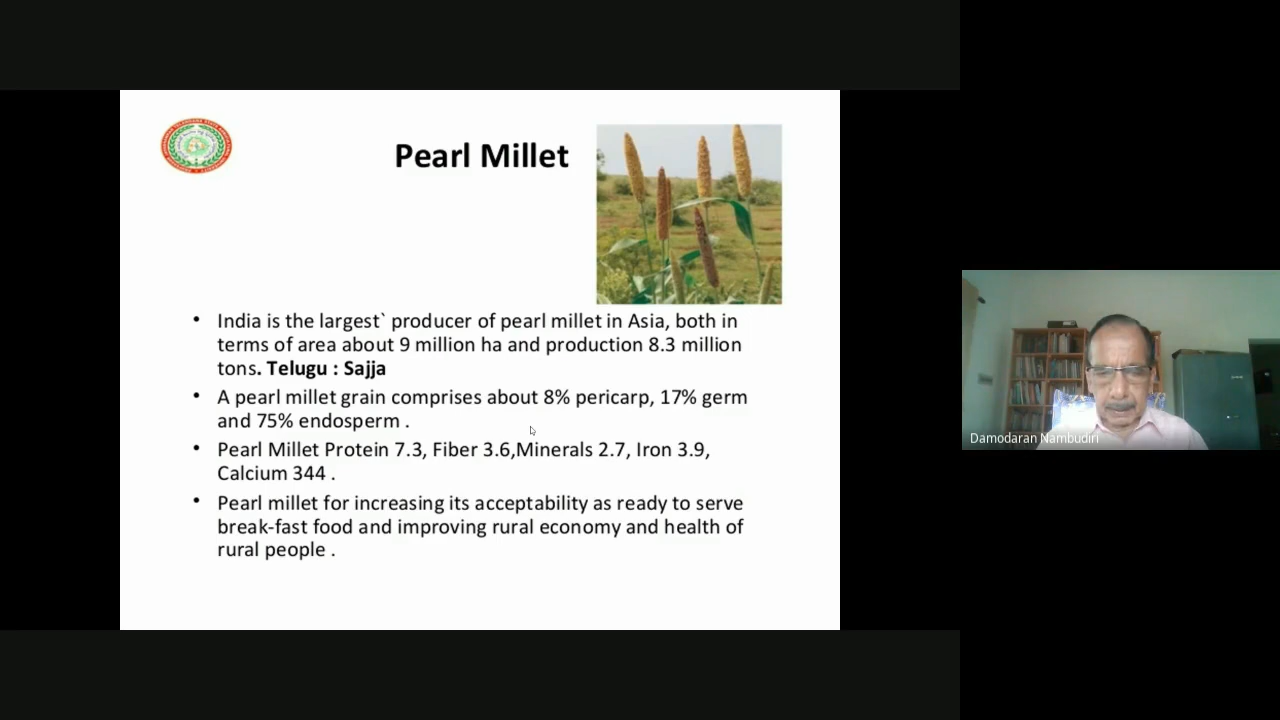 Pearl Millet
• India is the largest` producer of pearl millet in Asia, both in
terms of area about 9 million ha and production 8.3 million
tons. Telugu : Sajja
• A pearl millet grain comprises about 8% pericarp, 17% germ
and 75% endosperm .
• Pearl Millet Protein 7.3, Fiber 3.6,Minerals 2.7, Iron 3.9,
Calcium 344 .
• Pearl millet for increasing its acceptability as ready to serve
break-fast food and improving rural economy and health of
rural people .
Damodaran Nambudiri